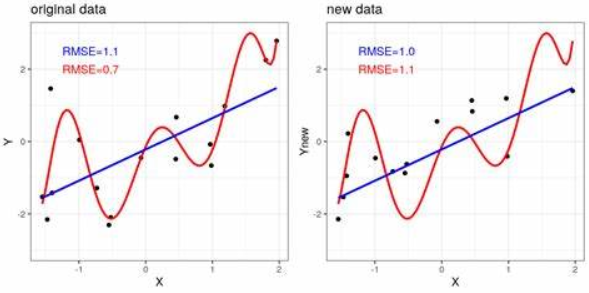 original data
RMSE=1.1
RMSE=0.7
Y
2
0
-2
-1
0
1
2
X
new data
RMSE=1.0
RMSE=1.1
Ynew
2
0
-2
-1
0
1
2
X